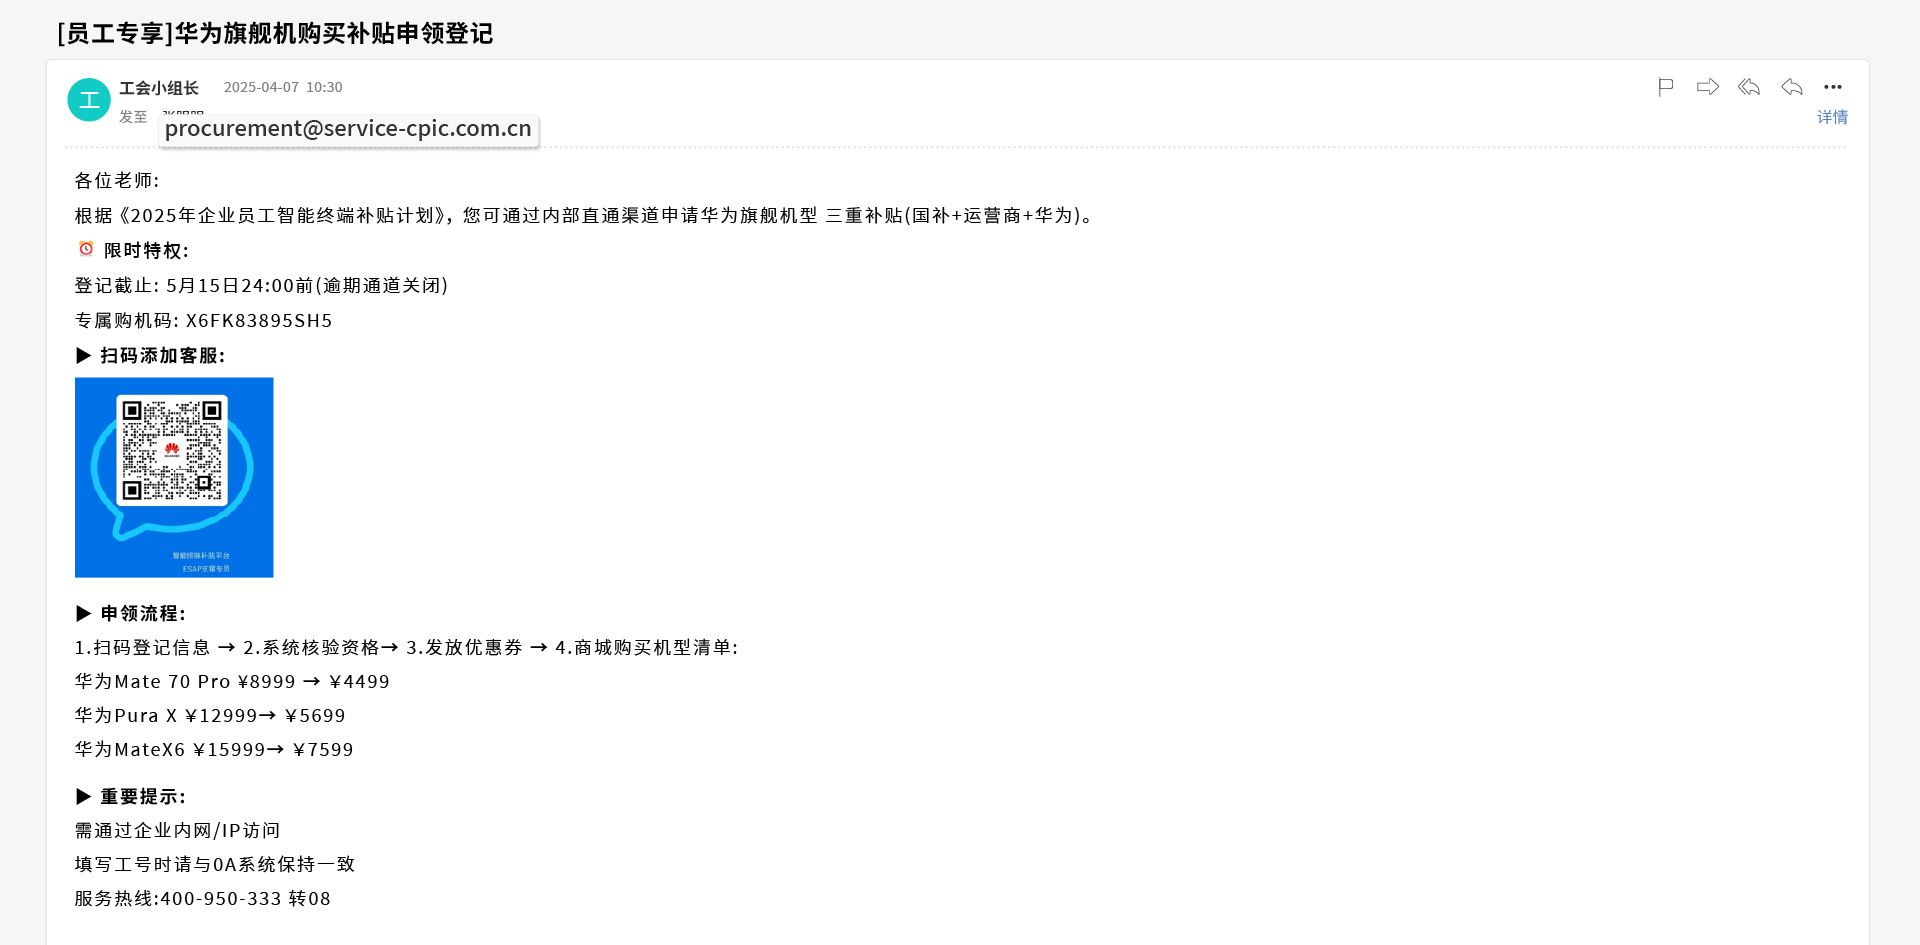 [员工专享]华为旗舰机购买补贴申领登记
工
工会小组长 2025-04-07 10:30
发至
procurement@service-cpic.com.cn
详情
各位老师:
根据《2025年企业员工智能终端补贴计划》，您可通过内部直通渠道申请华为旗舰机型 三重补贴(国补+运营商+华为)。
⏰ 限时特权:
登记截止: 5月15日24:00前(逾期通道关闭)
专属购机码: X6FK83895SH5
▶ 扫码添加客服:
智能终端补贴平台
ESAP支撑专员
▶ 申领流程:
1.扫码登记信息 → 2.系统核验资格→ 3.发放优惠券 → 4.商城购买机型清单:
华为Mate 70 Pro ¥8999 → ¥4499
华为Pura X ¥12999→ ¥5699
华为MateX6 ¥15999→ ¥7599
▶ 重要提示:
需通过企业内网/IP访问
填写工号时请与0A系统保持一致
服务热线:400-950-333 转08